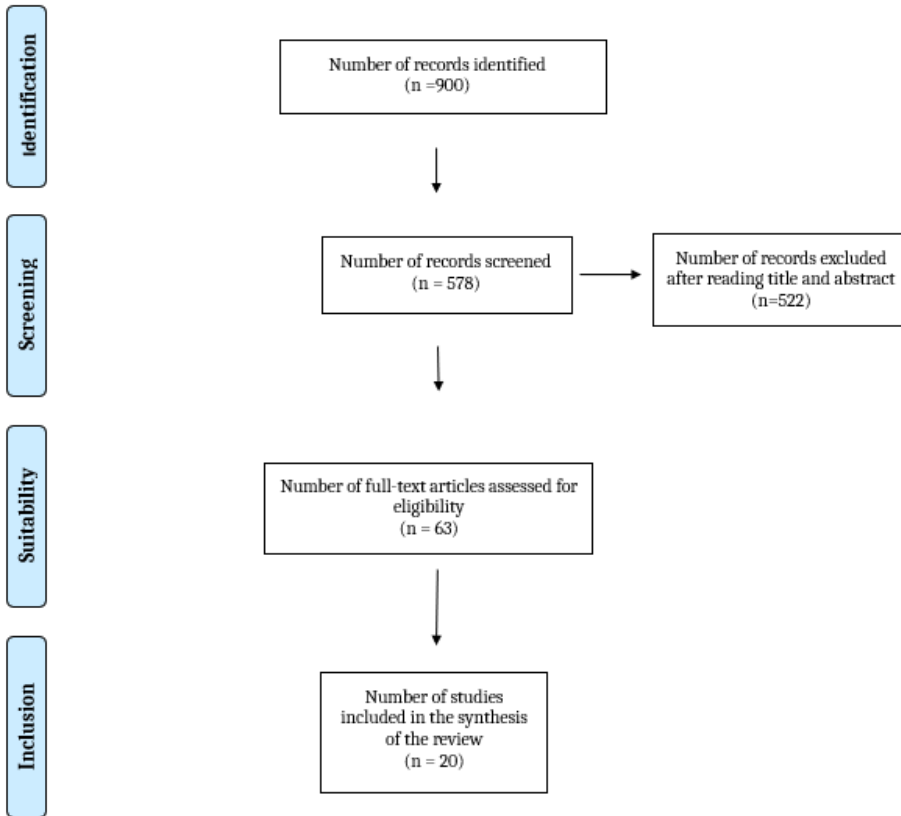 Identification
Number of records identified
(n =900)
Screening
Number of records screened
(n = 578)
Number of records excluded
after reading title and abstract
(n=522)
Suitability
Number of full-text articles assessed for
eligibility
(n = 63)
Inclusion
Number of studies
included in the synthesis
of the review
(n = 20)